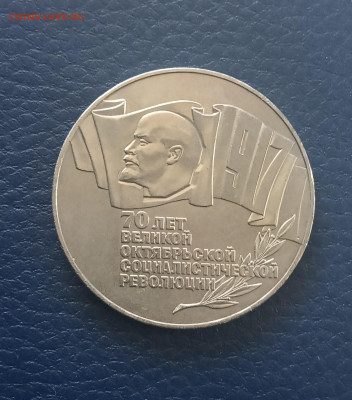 1917
70 ЛЕТ
ВЕЛИКОЙ
ОКТЯБРЬСКОЙ
СОЦИАЛИСТИЧЕСКОЙ
РЕВОЛЮЦИИ